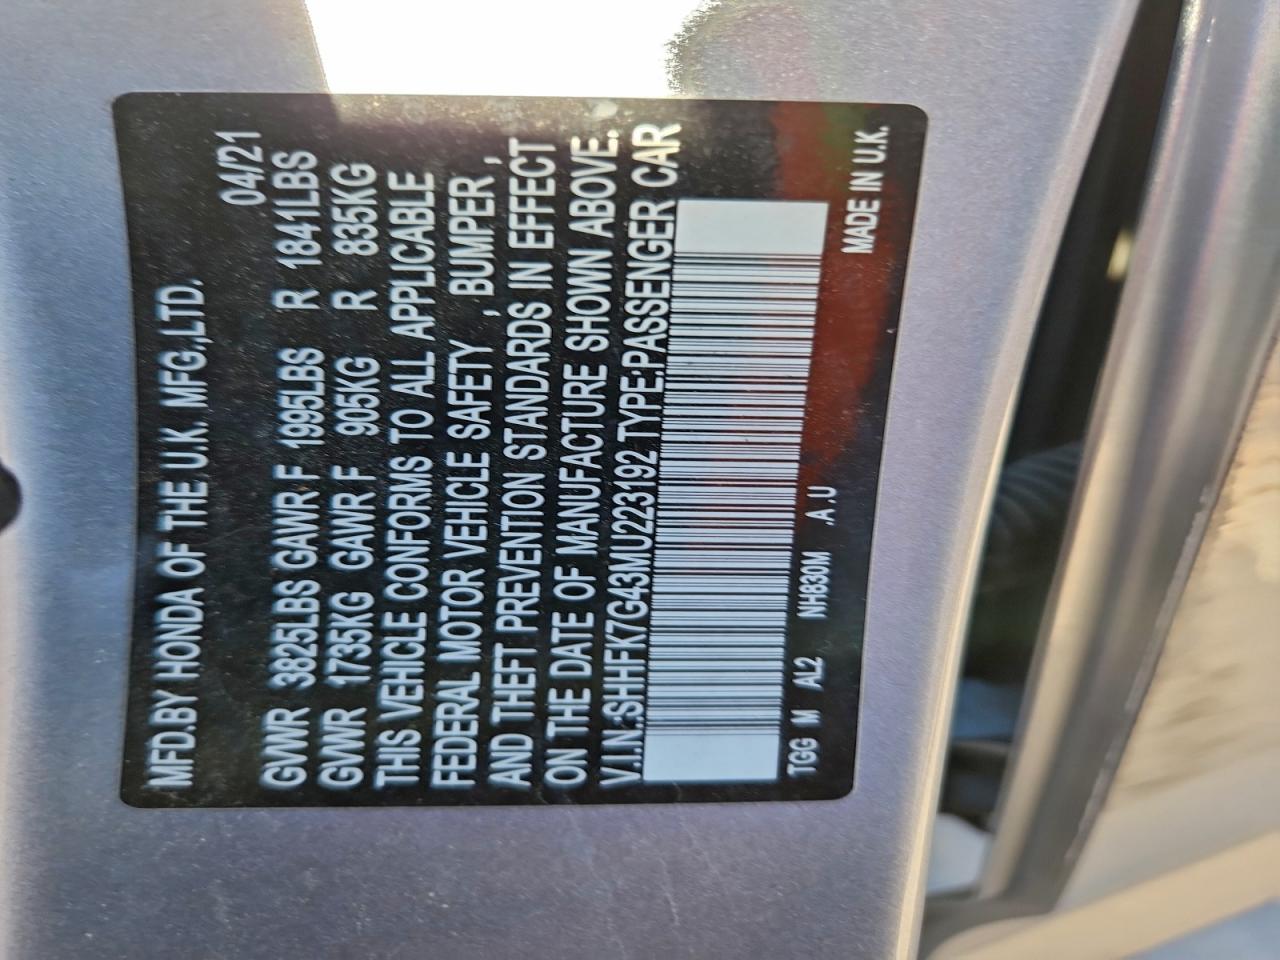 MFD.BY HONDA OF THE U.K. MFG.,LTD.
04/21
GVWR 3825LBS GAWR F 1995LBS R 1841LBS
GVWR 1735KG GAWR F 905KG R 835KG
THIS VEHICLE CONFORMS TO ALL APPLICABLE
FEDERAL MOTOR VEHICLE SAFETY , BUMPER ,
AND THEFT PREVENTION STANDARDS IN EFFECT
ON THE DATE OF MANUFACTURE SHOWN ABOVE.
V.I.N.:SHHFK7G43MU223192 TYPE:PASSENGER CAR
TGG M AL2 NH830M .A .U
MADE IN U.K.